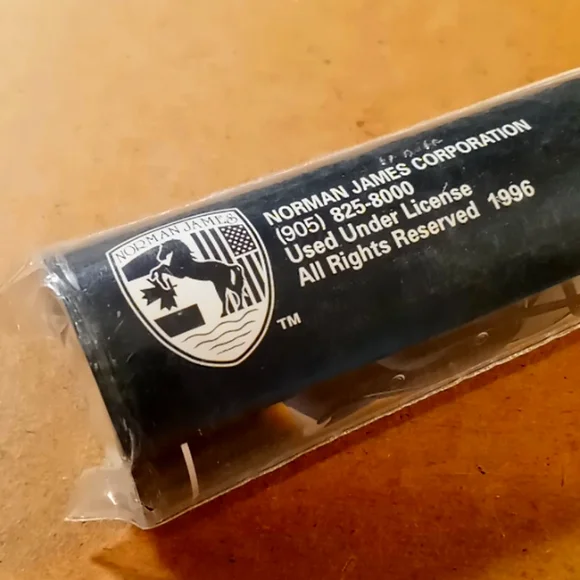 NORMAN JAMES
NORMAN JAMES CORPORATION
(905) 825-8000
Used Under License
All Rights Reserved 1996
TM